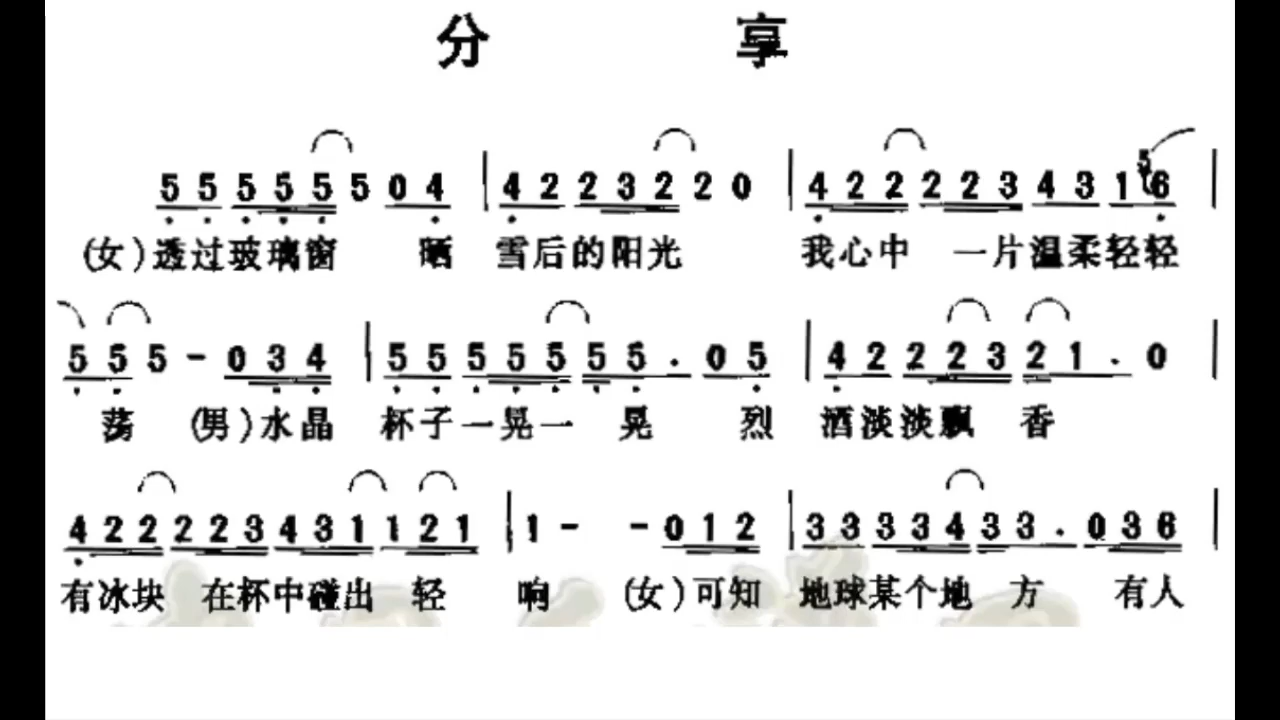 分 享
5 5 5 5 5 5 0 4 | 4 2 2 3 2 2 0 | 4 2 2 2 2 3 4 3 1 5 6 |
(女)透过玻璃窗 晒 雪后的阳光 我心中 一片温柔轻轻
5 5 5 - 0 3 4 | 5 5 5 5 5 5 5 . 0 5 | 4 2 2 2 3 2 1 . 0 |
荡 (男)水晶 杯子一晃一 晃 烈 酒淡淡飘 香
4 2 2 2 2 3 4 3 1 1 2 1 | 1 - - 0 1 2 | 3 3 3 3 4 3 3 . 0 3 6 |
有冰块 在杯中碰出 轻 响 (女)可知 地球某个地 方 有人